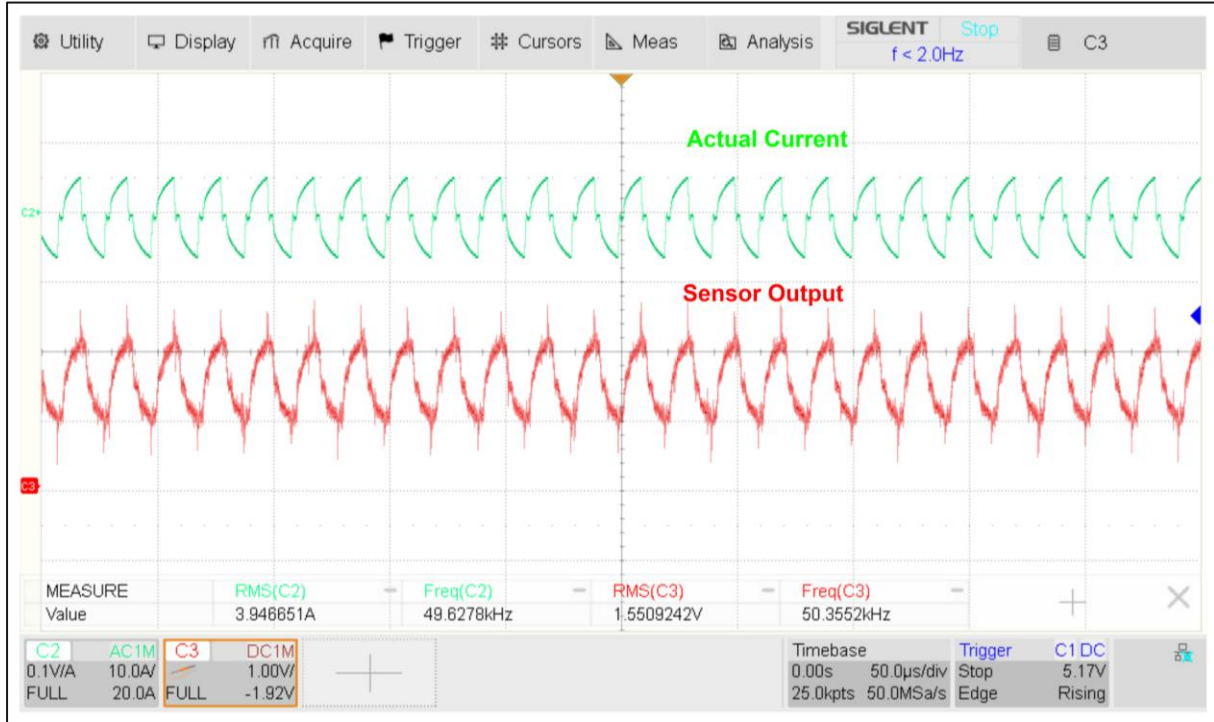 Utility Display Acquire Trigger Cursors Meas Analysis SIGLENT Stop C3
f < 2.0Hz
Actual Current
C2
Sensor Output
C3
MEASURE RMS(C2) Freq(C2) RMS(C3) Freq(C3)
Value 3.946651A 49.6278kHz 1.5509242V 50.3552kHz
C2 AC1M C3 DC1M Timebase Trigger C1 DC
0.1V/A 10.0A/ 1.00V/ 0.00s 50.0μs/div Stop 5.17V
FULL 20.0A FULL -1.92V 25.0kpts 50.0MSa/s Edge Rising